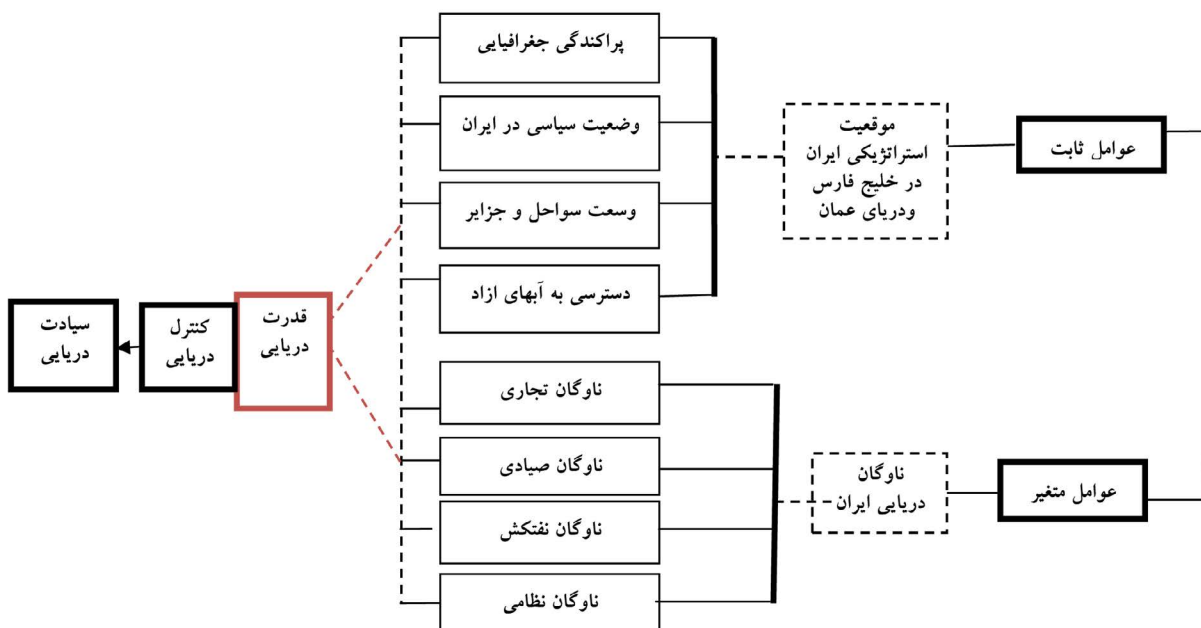 عوامل ثابت
موقعیت
استراتژیکی ایران
در خلیج فارس
ودریای عمان
پراکندگی جغرافیایی
وضعیت سیاسی در ایران
وسعت سواحل و جزایر
دسترسی به آبهای ازاد
عوامل متغیر
ناوگان
دریایی ایران
ناوگان تجاری
ناوگان صیادی
ناوگان نفتکش
ناوگان نظامی
قدرت
دریایی
کنترل
دریایی
سیادت
دریایی